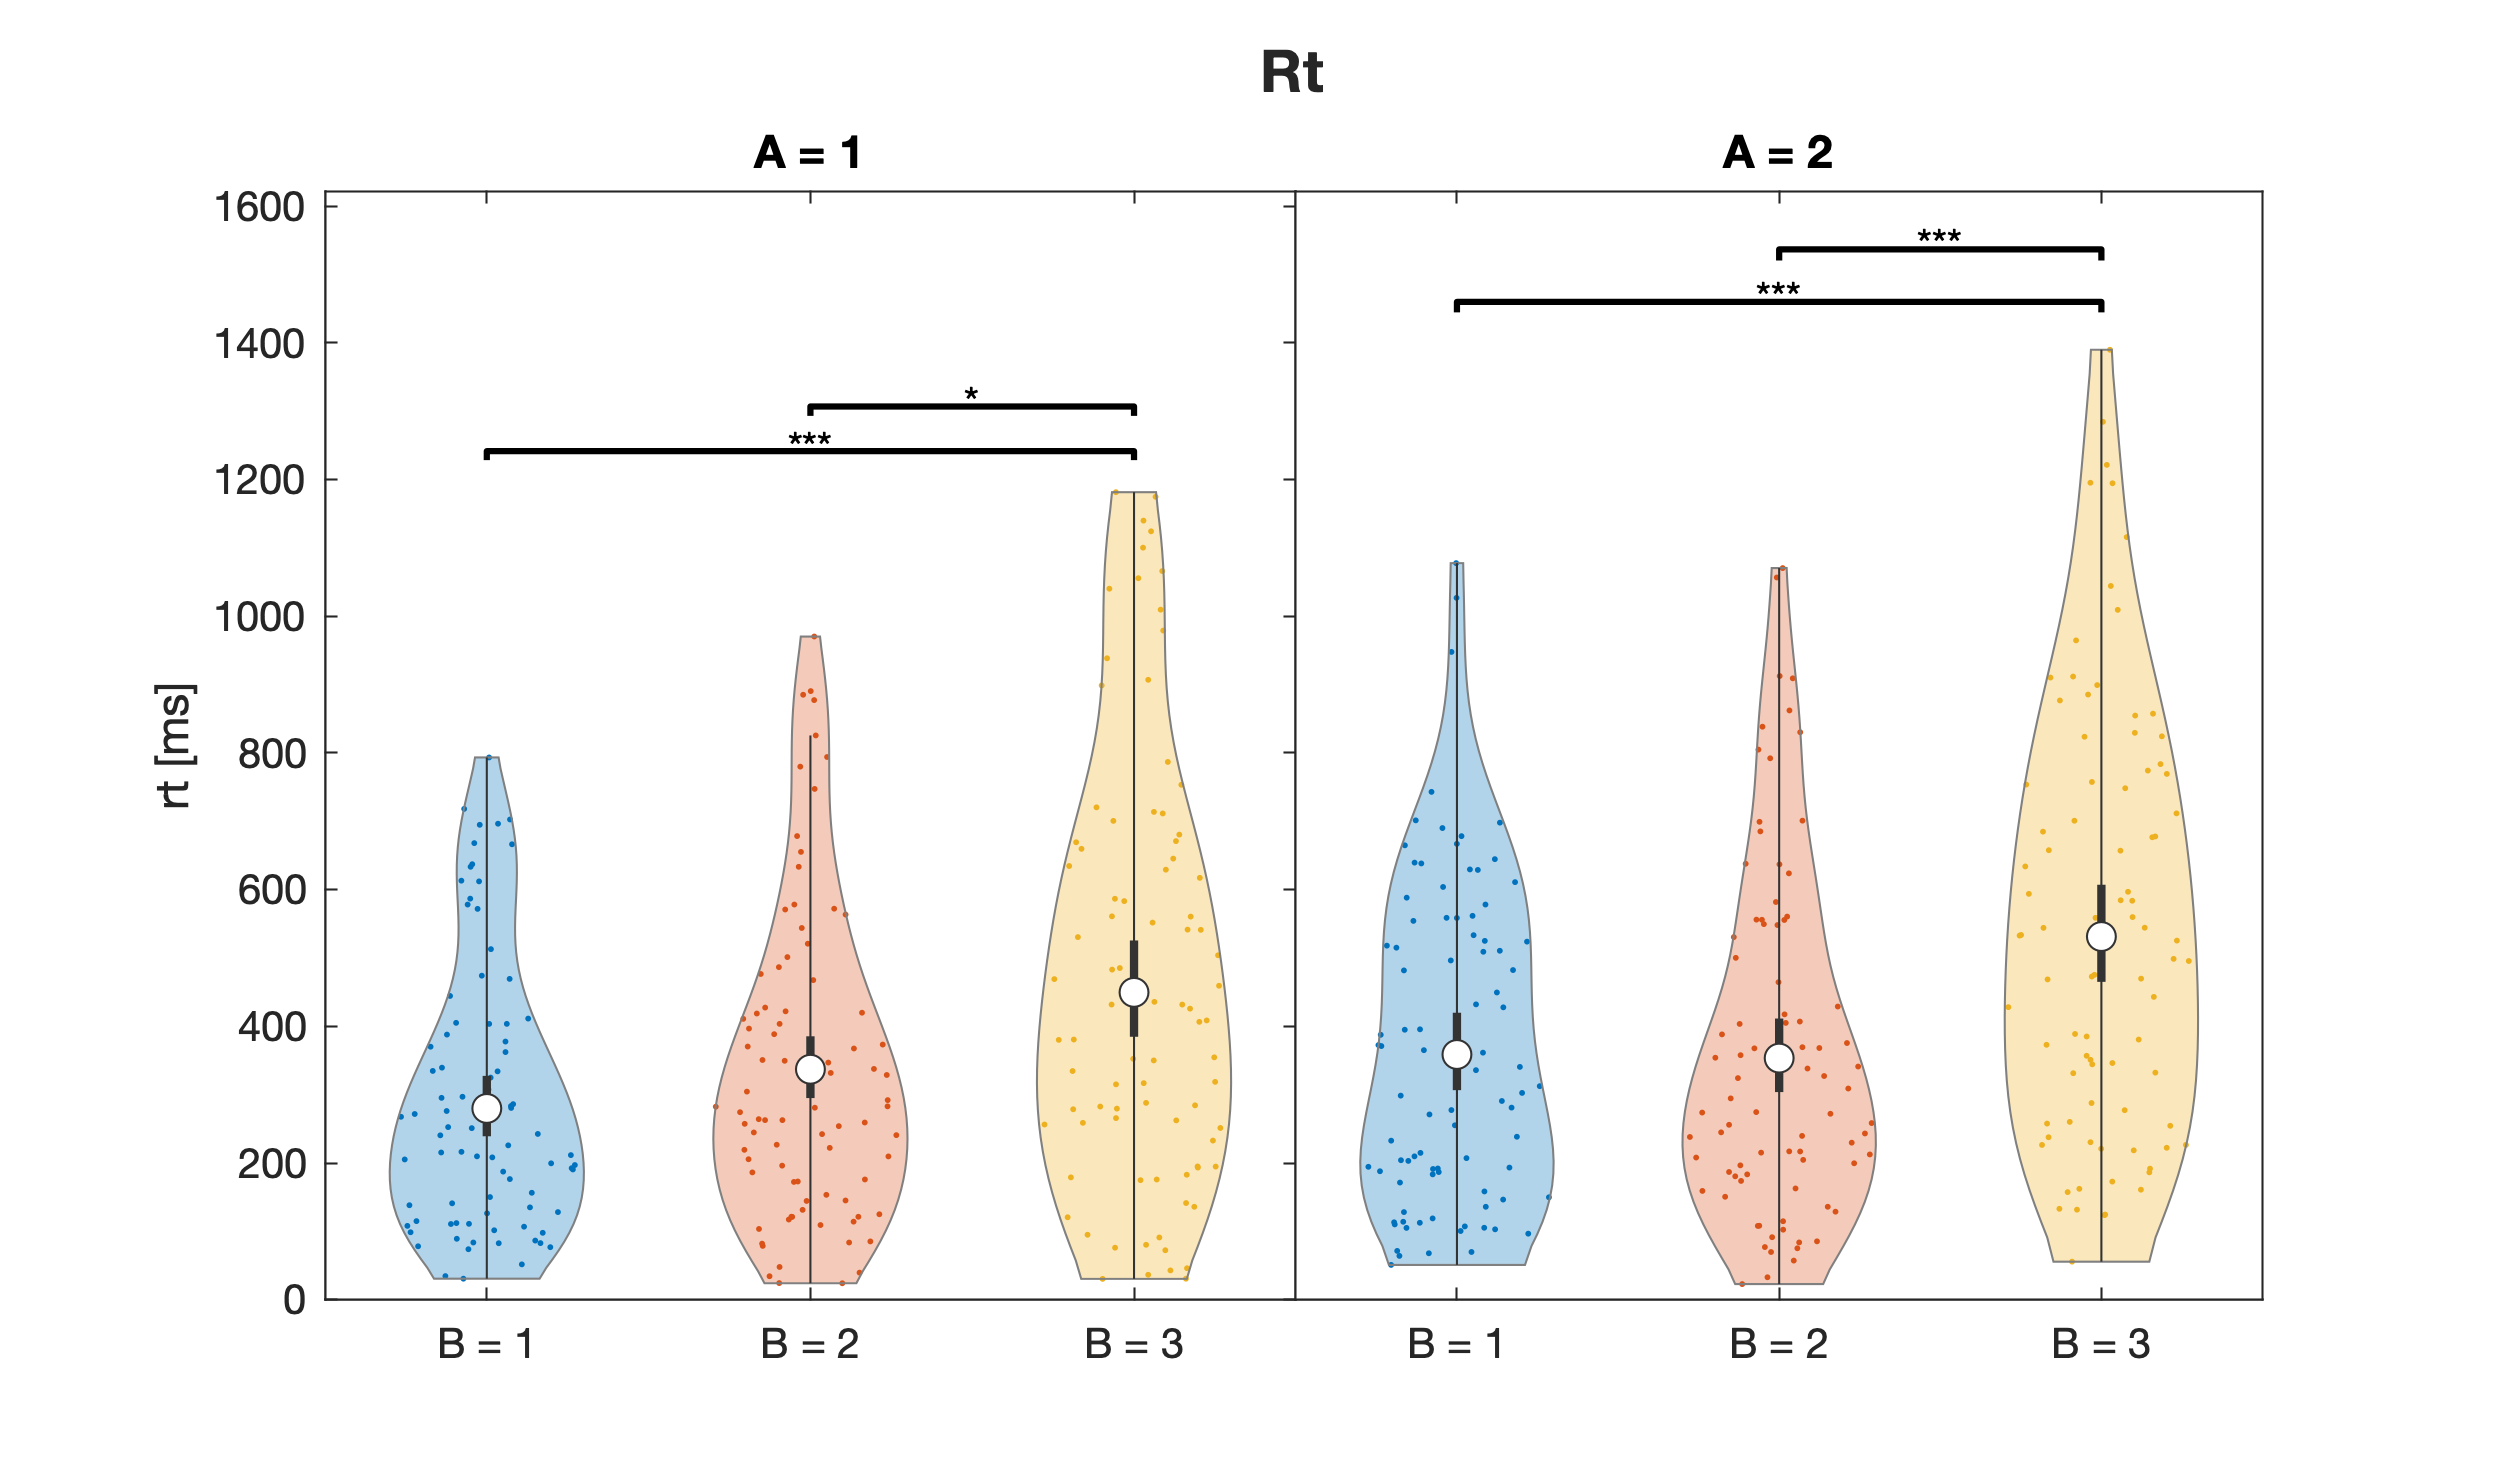 Rt
A = 1
A = 2
1600
1400
1200
1000
800
600
400
200
0
rt [ms]
***
*
***
***
B = 1
B = 2
B = 3
B = 1
B = 2
B = 3